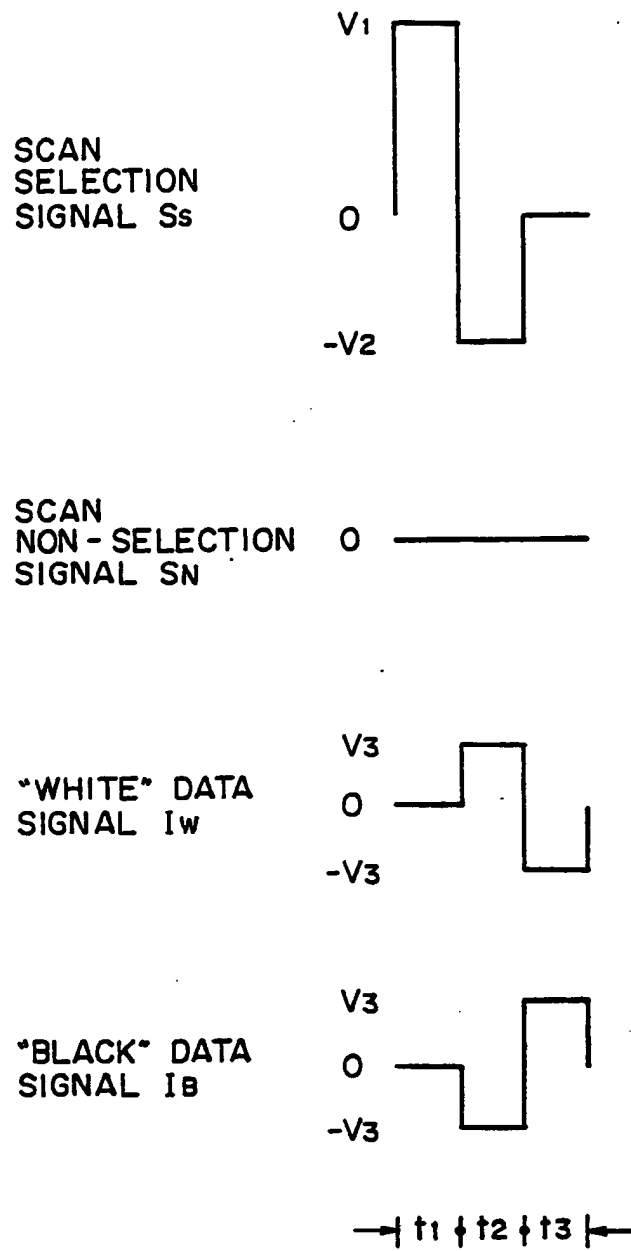 V1
SCAN
SELECTION
SIGNAL Ss
0
-V2
SCAN
NON-SELECTION 0
SIGNAL SN
V3
"WHITE" DATA
SIGNAL Iw
0
-V3
V3
"BLACK" DATA
SIGNAL IB
0
-V3
t1 t2 t3